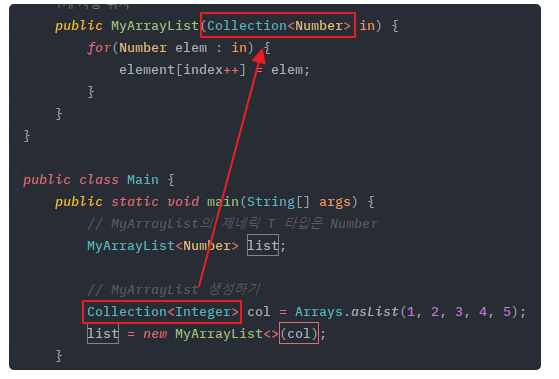 public MyArrayList(Collection<Number> in) {
for(Number elem : in) {
element[index++] = elem;
}
}
}
public class Main {
public static void main(String[] args) {
// MyArrayList의 제네릭 T 타입은 Number
MyArrayList<Number> list;
// MyArrayList 생성하기
Collection<Integer> col = Arrays.asList(1, 2, 3, 4, 5);
list = new MyArrayList<>(col);
}